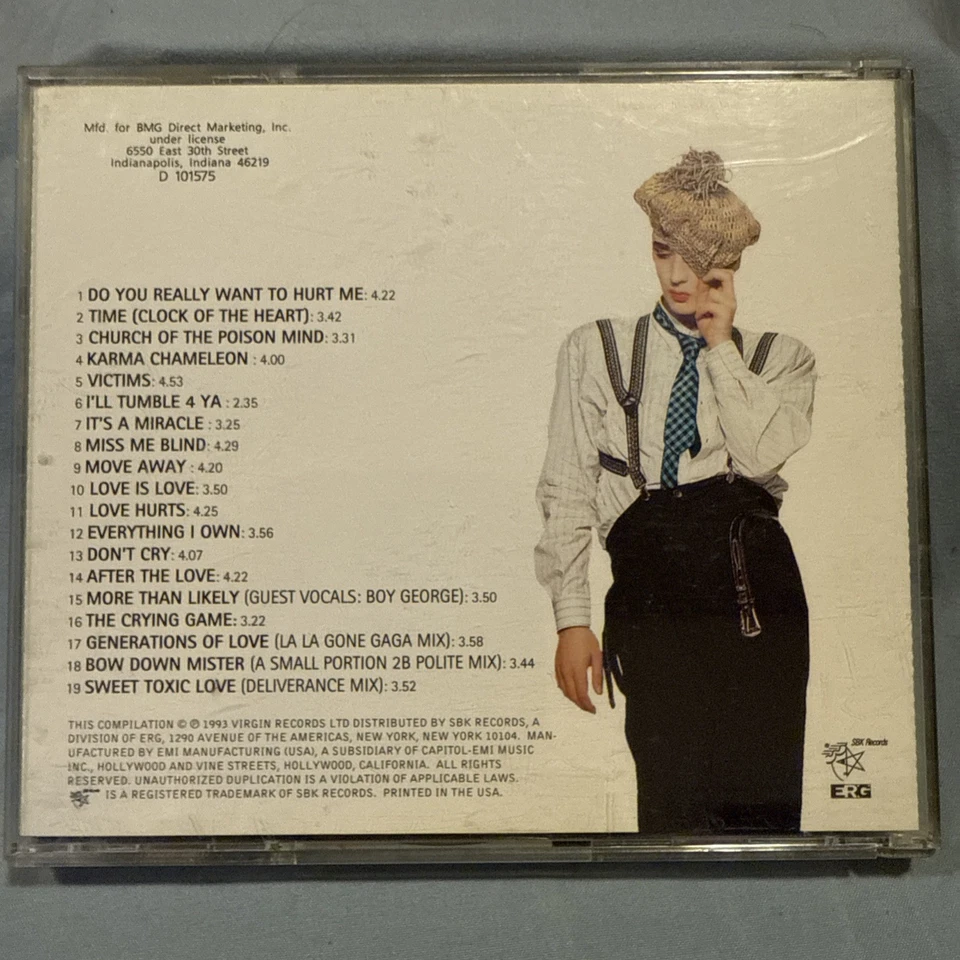 Mfd. for BMG Direct Marketing, Inc.
under license
6550 East 30th Street
Indianapolis, Indiana 46219
D 101575
1 DO YOU REALLY WANT TO HURT ME: 4.22
2 TIME (CLOCK OF THE HEART): 3.42
3 CHURCH OF THE POISON MIND: 3.31
4 KARMA CHAMELEON : 4.00
5 VICTIMS: 4.53
6 I'LL TUMBLE 4 YA : 2.35
7 IT'S A MIRACLE : 3.25
8 MISS ME BLIND: 4.29
9 MOVE AWAY : 4.20
10 LOVE IS LOVE: 3.50
11 LOVE HURTS: 4.25
12 EVERYTHING I OWN: 3.56
13 DON'T CRY: 4.07
14 AFTER THE LOVE: 4.22
15 MORE THAN LIKELY (GUEST VOCALS: BOY GEORGE): 3.50
16 THE CRYING GAME: 3.22
17 GENERATIONS OF LOVE (LA LA GONE GAGA MIX): 3.58
18 BOW DOWN MISTER (A SMALL PORTION 2B POLITE MIX): 3.44
19 SWEET TOXIC LOVE (DELIVERANCE MIX): 3.52
THIS COMPILATION © ℗ 1993 VIRGIN RECORDS LTD DISTRIBUTED BY SBK RECORDS, A
DIVISION OF ERG, 1290 AVENUE OF THE AMERICAS, NEW YORK, NEW YORK 10104. MAN-
UFACTURED BY EMI MANUFACTURING (USA), A SUBSIDIARY OF CAPITOL-EMI MUSIC
INC., HOLLYWOOD AND VINE STREETS, HOLLYWOOD, CALIFORNIA. ALL RIGHTS
RESERVED. UNAUTHORIZED DUPLICATION IS A VIOLATION OF APPLICABLE LAWS.
IS A REGISTERED TRADEMARK OF SBK RECORDS. PRINTED IN THE USA.
SBK Records
ERG